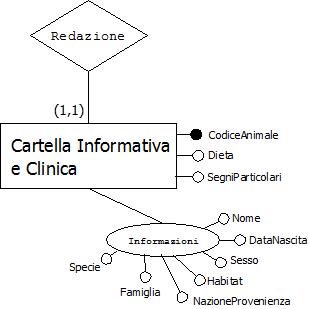 Redazione
(1,1)
Cartella Informativa
e Clinica
CodiceAnimale
Dieta
SegniParticolari
Informazioni
Nome
DataNascita
Sesso
Habitat
NazioneProvenienza
Famiglia
Specie